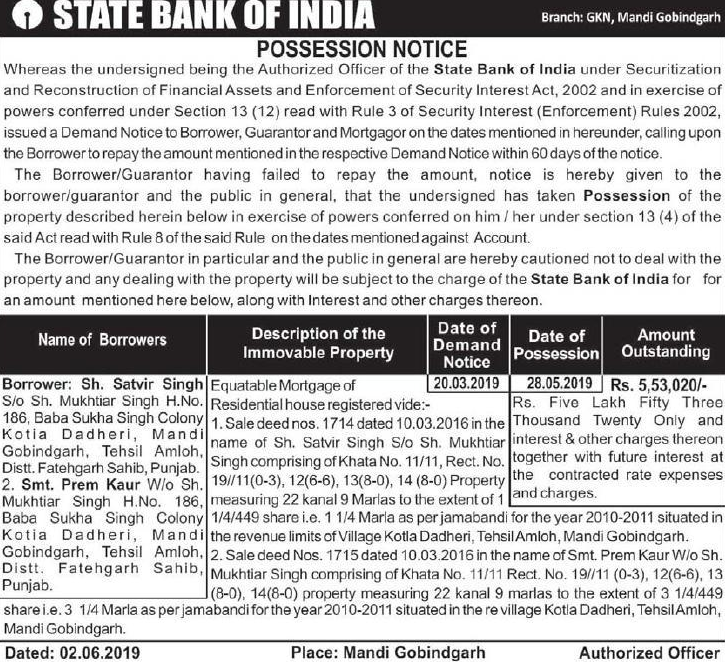 STATE BANK OF INDIA
Branch: GKN, Mandi Gobindgarh
POSSESSION NOTICE
Whereas the undersigned being the Authorized Officer of the State Bank of India under Securitization
and Reconstruction of Financial Assets and Enforcement of Security Interest Act, 2002 and in exercise of
powers conferred under Section 13 (12) read with Rule 3 of Security Interest (Enforcement) Rules 2002,
issued a Demand Notice to Borrower, Guarantor and Mortgagor on the dates mentioned in hereunder, calling upon
the Borrower to repay the amount mentioned in the respective Demand Notice within 60 days of the notice.
The Borrower/Guarantor having failed to repay the amount, notice is hereby given to the
borrower/guarantor and the public in general, that the undersigned has taken Possession of the
property described herein below in exercise of powers conferred on him / her under section 13 (4) of the
said Act read with Rule 8 of the said Rule on the dates mentioned against Account.
The Borrower/Guarantor in particular and the public in general are hereby cautioned not to deal with the
property and any dealing with the property will be subject to the charge of the State Bank of India for for
an amount mentioned here below, along with Interest and other charges thereon.
Name of Borrowers
Description of the
Immovable Property
Date of
Demand
Notice
Date of
Possession
Amount
Outstanding
Borrower: Sh. Satvir Singh
S/o Sh. Mukhtiar Singh H.No.
186, Baba Sukha Singh Colony
Kotla Dadheri, Mandi
Gobindgarh, Tehsil Amloh,
Distt. Fatehgarh Sahib, Punjab.
2. Smt. Prem Kaur W/o Sh.
Mukhtiar Singh H.No. 186,
Baba Sukha Singh Colony
Kotla Dadheri, Mandi
Gobindgarh, Tehsil Amloh,
Distt. Fatehgarh Sahib,
Punjab.
Equatable Mortgage of
Residential house registered vide:-
1. Sale deed nos. 1714 dated 10.03.2016 in the
name of Sh. Satvir Singh S/o Sh. Mukhtiar
Singh comprising of Khata No. 11/11, Rect. No.
19//11(0-3), 12(6-6), 13(8-0), 14 (8-0) Property
measuring 22 kanal 9 Marlas to the extent of 1
1/4/449 share i.e. 1 1/4 Marla as per jamabandi for the year 2010-2011 situated in
the revenue limits of Village Kotla Dadheri, Tehsil Amloh, Mandi Gobindgarh.
2. Sale deed Nos. 1715 dated 10.03.2016 in the name of Smt. Prem Kaur W/o Sh.
Mukhtiar Singh comprising of Khata No. 11/11 Rect. No. 19//11 (0-3), 12(6-6), 13
(8-0), 14(8-0) property measuring 22 kanal 9 marlas to the extent of 3 1/4/449
share i.e. 3 1/4 Marla as per jamabandi for the year 2010-2011 situated in the re village Kotla Dadheri, Tehsil Amloh,
Mandi Gobindgarh.
20.03.2019
28.05.2019
Rs. 5,53,020/-
Rs. Five Lakh Fifty Three
Thousand Twenty Only and
interest & other charges thereon
together with future interest at
the contracted rate expenses
and charges.
Dated: 02.06.2019
Place: Mandi Gobindgarh
Authorized Officer